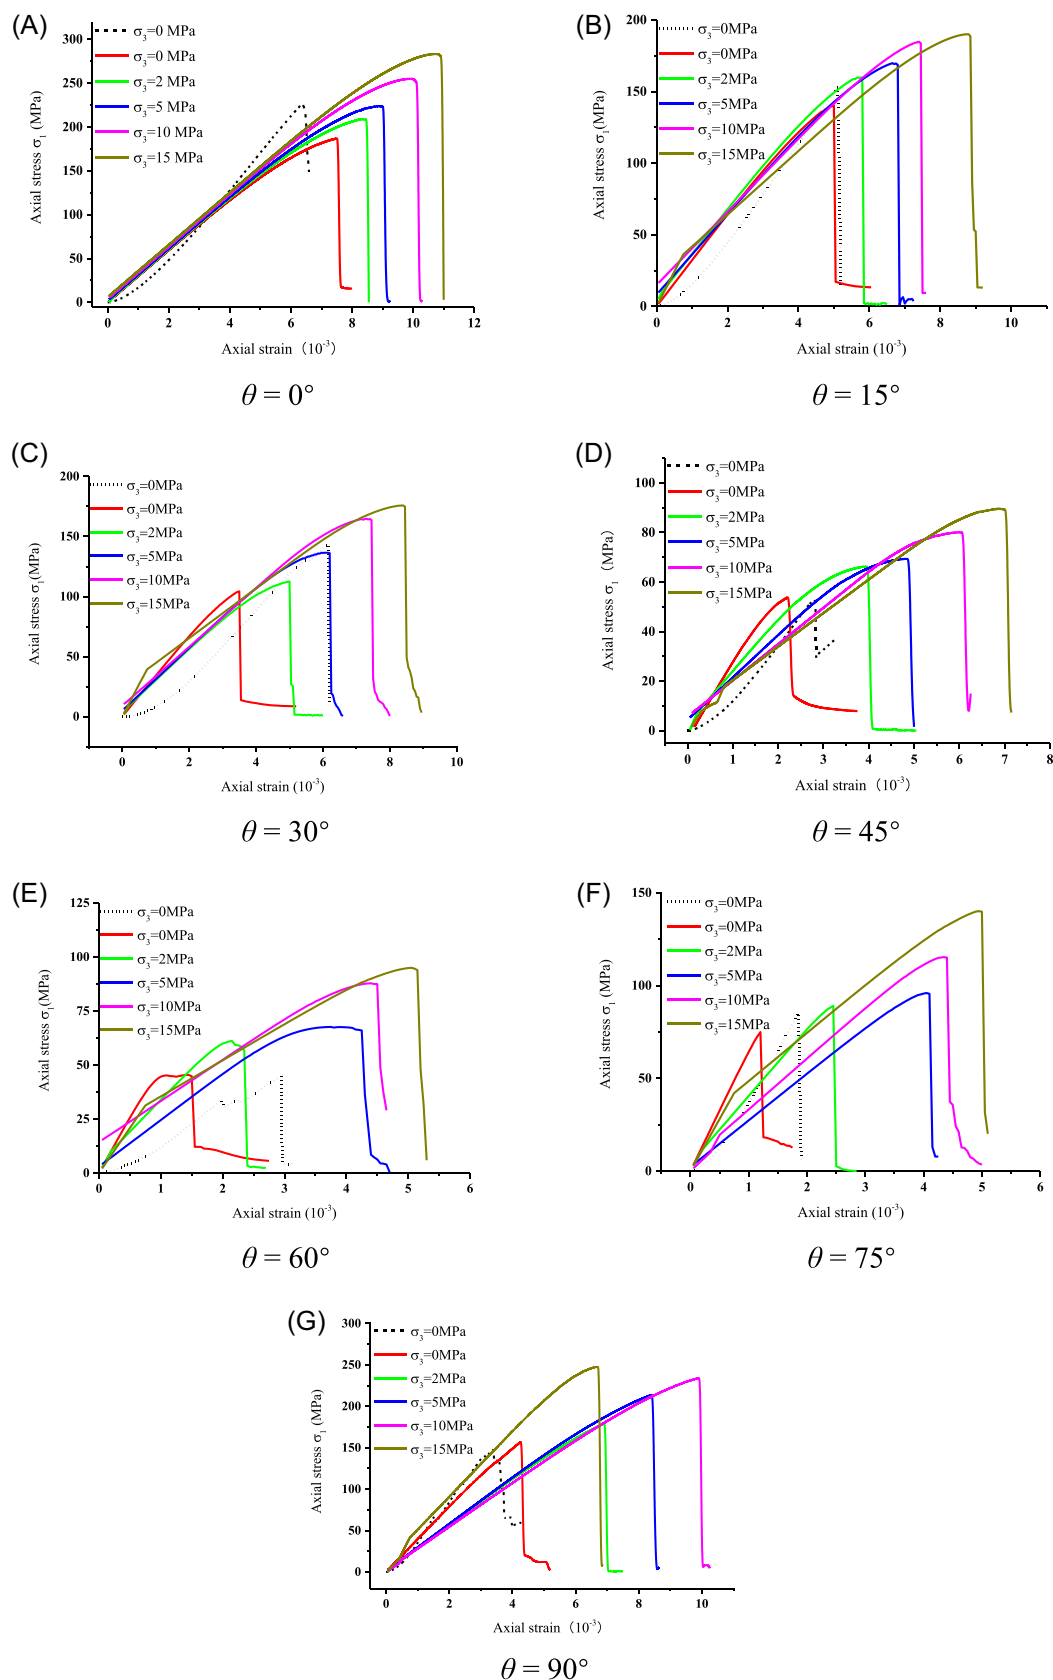 (A)
σ3=0 MPa
σ3=0 MPa
σ3=2 MPa
σ3=5 MPa
σ3=10 MPa
σ3=15 MPa
Axial stress σ1 (MPa)
300
250
200
150
100
50
0
0 2 4 6 8 10 12
Axial strain (10-3)
θ = 0°
(B)
σ3=0MPa
σ3=0MPa
σ3=2MPa
σ3=5MPa
σ3=10MPa
σ3=15MPa
Axial stress σ1(MPa)
200
150
100
50
0
0 2 4 6 8 10
Axial strain (10-3)
θ = 15°
(C)
σ3=0MPa
σ3=0MPa
σ3=2MPa
σ3=5MPa
σ3=10MPa
σ3=15MPa
Axial stress σ1(MPa)
200
150
100
50
0
0 2 4 6 8 10
Axial strain (10-3)
θ = 30°
(D)
σ3=0MPa
σ3=0MPa
σ3=2MPa
σ3=5MPa
σ3=10MPa
σ3=15MPa
Axial stress σ1 (MPa)
100
80
60
40
20
0
0 1 2 3 4 5 6 7 8
Axial strain (10-3)
θ = 45°
(E)
σ3=0MPa
σ3=0MPa
σ3=2MPa
σ3=5MPa
σ3=10MPa
σ3=15MPa
Axial stress σ1(MPa)
125
100
75
50
25
0
0 2 3 5 6
Axial strain (10-3)
θ = 60°
(F)
σ3=0MPa
σ3=0MPa
σ3=2MPa
σ3=5MPa
σ3=10MPa
σ3=15MPa
Axial stress σ1 (MPa)
150
100
50
0
0 1 2 3 4 5 6
Axial strain (10-3)
θ = 75°
(G)
σ3=0MPa
σ3=0MPa
σ3=2MPa
σ3=5MPa
σ3=10MPa
σ3=15MPa
Axial stress σ1 (MPa)
300
250
200
150
100
50
0
0 2 4 6 8 10
Axial strain (10-3)
θ = 90°